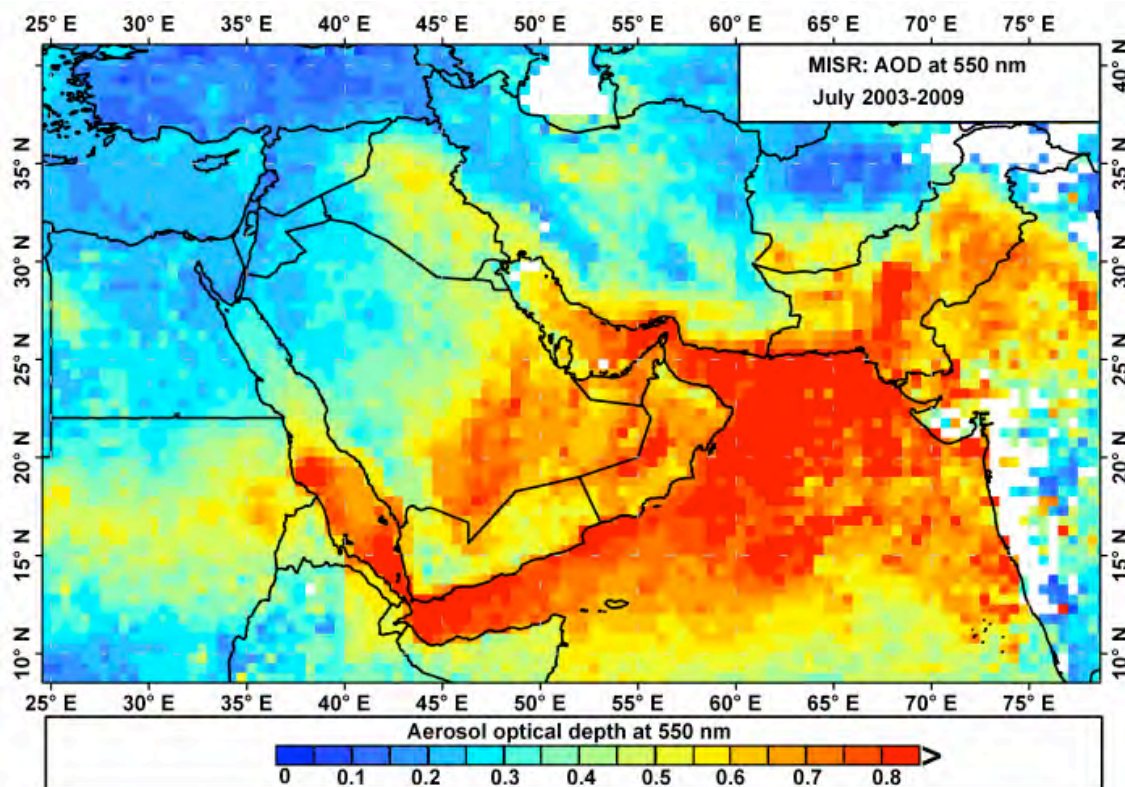 25° E 30° E 35° E 40° E 45° E 50° E 55° E 60° E 65° E 70° E 75° E
MISR: AOD at 550 nm
July 2003-2009
40° N 40° N
35° N 35° N
30° N 30° N
25° N 25° N
20° N 20° N
15° N 15° N
10° N 10° N
25° E 30° E 35° E 40° E 45° E 50° E 55° E 60° E 65° E 70° E 75° E
Aerosol optical depth at 550 nm
0 0.1 0.2 0.3 0.4 0.5 0.6 0.7 0.8